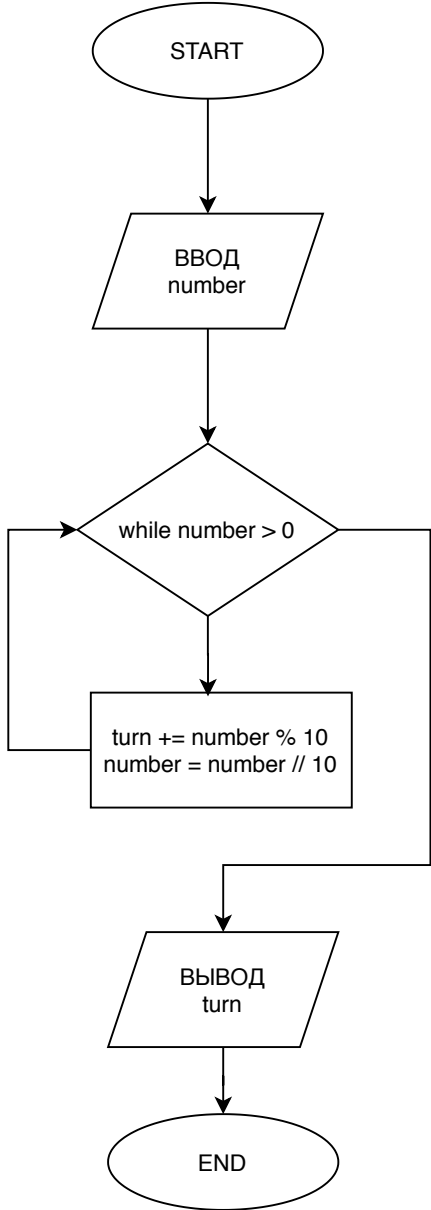 START
ВВОД
number
while number > 0
turn += number % 10
number = number // 10
ВЫВОД
turn
END